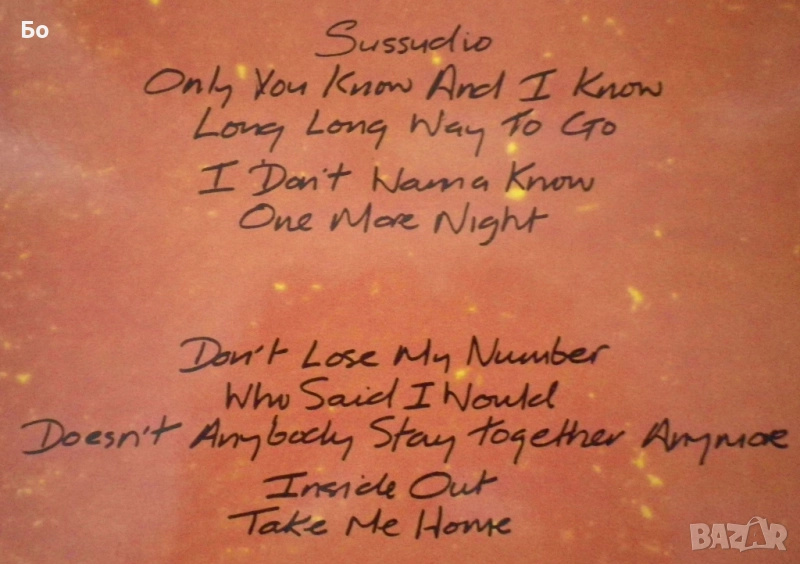 Бо
Sussudio
Only You Know And I Know
Long Long Way To Go
I Don't Wanna Know
One More Night
Don't Lose My Number
Who Said I Would
Doesn't Anybody Stay Together Anymore
Inside Out
Take Me Home
BAZAR